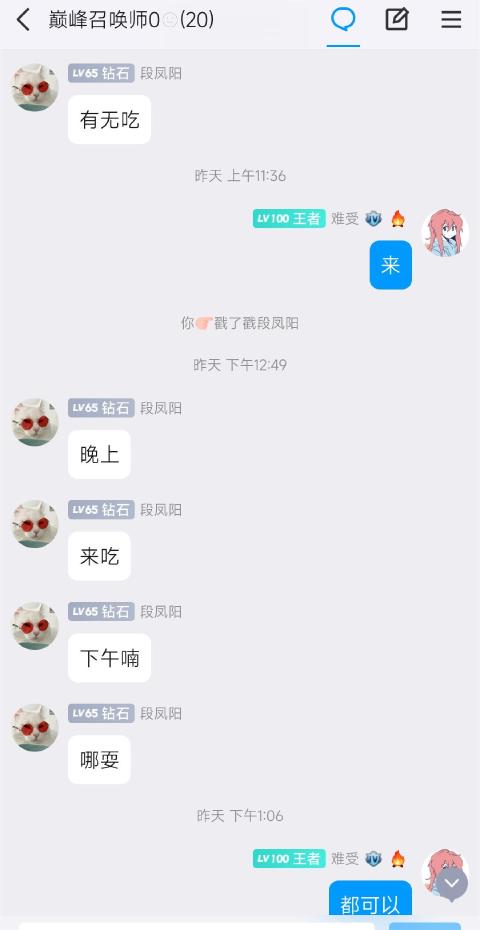 巅峰召唤师0(20)
LV65 钻石 段凤阳
有无吃
昨天 上午11:36
LV100 王者 难受 IV
来
你👉戳了戳段凤阳
昨天 下午12:49
LV65 钻石 段凤阳
晚上
LV65 钻石 段凤阳
来吃
LV65 钻石 段凤阳
下午喃
LV65 钻石 段凤阳
哪耍
昨天 下午1:06
LV100 王者 难受 IV
都可以